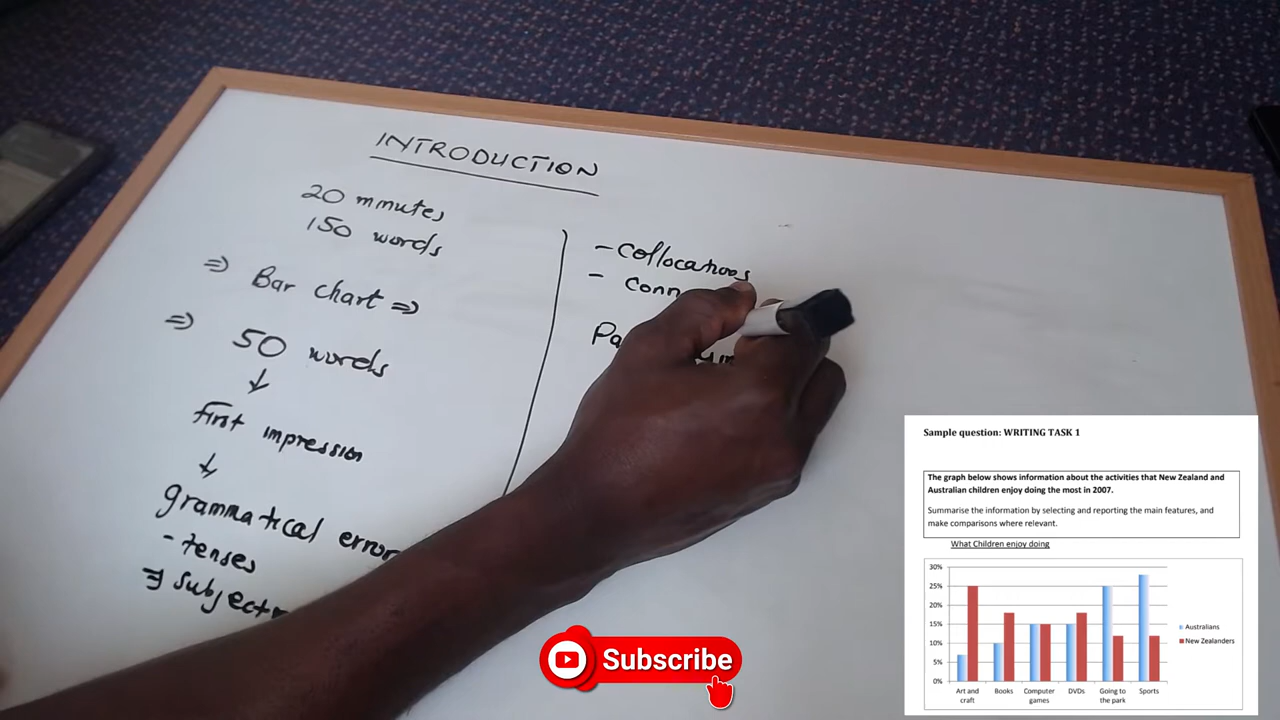 INTRODUCTION
20 minutes
150 words
⇒ Bar chart ⇒
⇒ 50 words
↓
first impression
↓
grammatical error
- tenses
⇒ subject
- collocations
- conn
Pa
Subscribe
Sample question: WRITING TASK 1
The graph below shows information about the activities that New Zealand and
Australian children enjoy doing the most in 2007.
Summarise the information by selecting and reporting the main features, and
make comparisons where relevant.
What Children enjoy doing
30%
25%
20%
15%
10%
5%
0%
Art and
craft
Books
Computer
games
DVDs
Going to
the park
Sports
Australians
New Zealanders